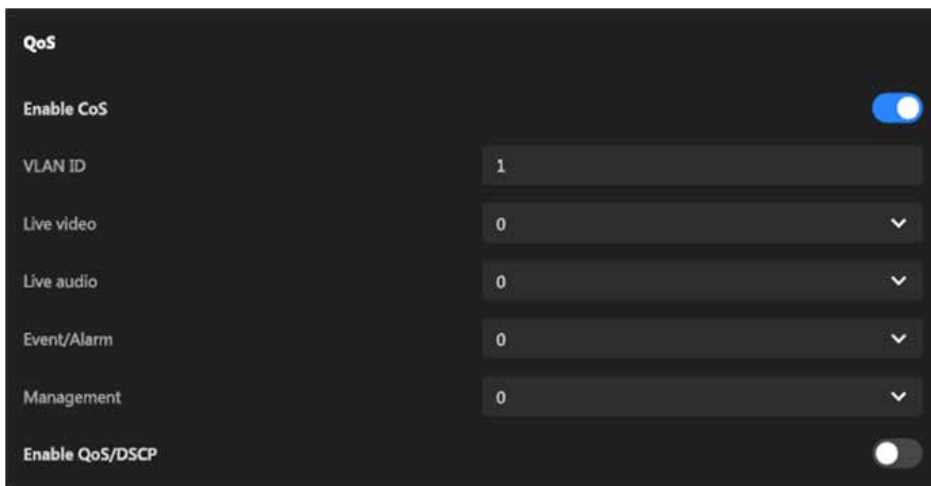 QoS
Enable CoS
VLAN ID 1
Live video 0
Live audio 0
Event/Alarm 0
Management 0
Enable QoS/DSCP